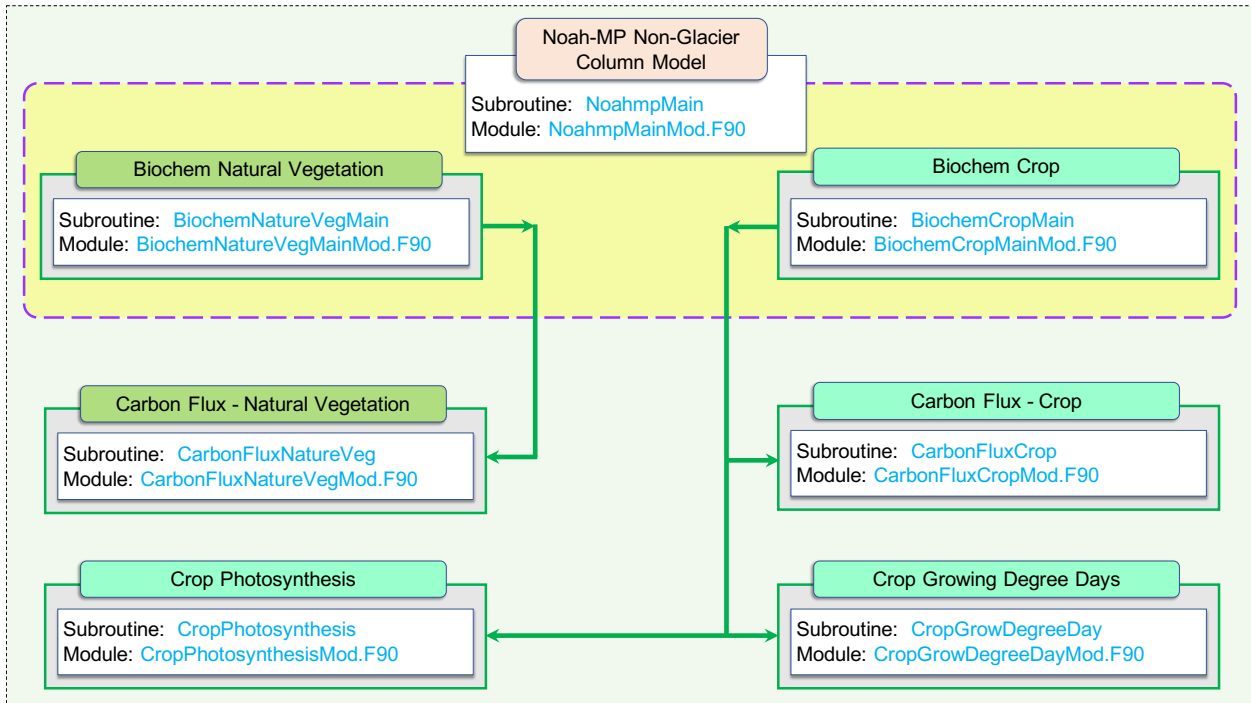 Noah-MP Non-Glacier
Column Model
Subroutine: NoahmpMain
Module: NoahmpMainMod.F90
Biochem Natural Vegetation
Subroutine: BiochemNatureVegMain
Module: BiochemNatureVegMainMod.F90
Biochem Crop
Subroutine: BiochemCropMain
Module: BiochemCropMainMod.F90
Carbon Flux - Natural Vegetation
Subroutine: CarbonFluxNatureVeg
Module: CarbonFluxNatureVegMod.F90
Carbon Flux - Crop
Subroutine: CarbonFluxCrop
Module: CarbonFluxCropMod.F90
Crop Photosynthesis
Subroutine: CropPhotosynthesis
Module: CropPhotosynthesisMod.F90
Crop Growing Degree Days
Subroutine: CropGrowDegreeDay
Module: CropGrowDegreeDayMod.F90